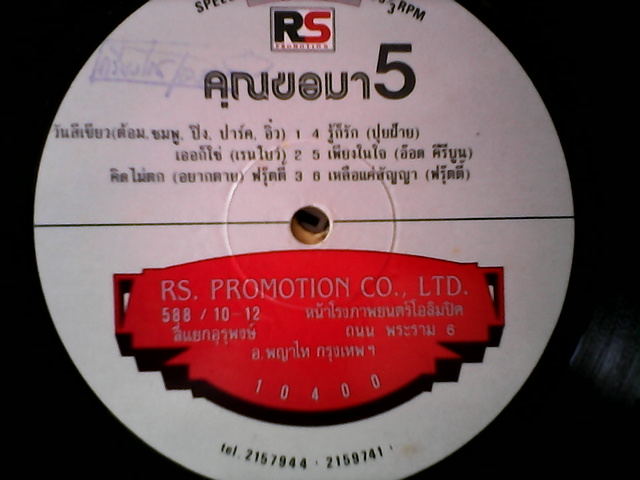 RS
PROMOTION
คุณขอมา 5
วันสีเขียว(ต้อม, ชมพู, ปิง, ปาร์ค, อิ๋ว) 1 4 รู้ก็รัก (ปุยฝ้าย)
เออก็ใช่ (เรนโบว์) 2 5 เพียงในใจ (อ๊อด คีรีบูน)
คิดไม่ตก (อยากตาย) ฟรุ๊ตตี้ 3 6 เหลือแค่สัญญา (ฟรุ๊ตตี้)
RS. PROMOTION CO., LTD.
588 / 10-12 หน้าโรงภาพยนตร์โอลิมปิค
สี่แยกอุรุพงษ์ ถนน พระราม 6
อ.พญาไท กรุงเทพฯ
10400
tel. 2157944 · 2159741 ·